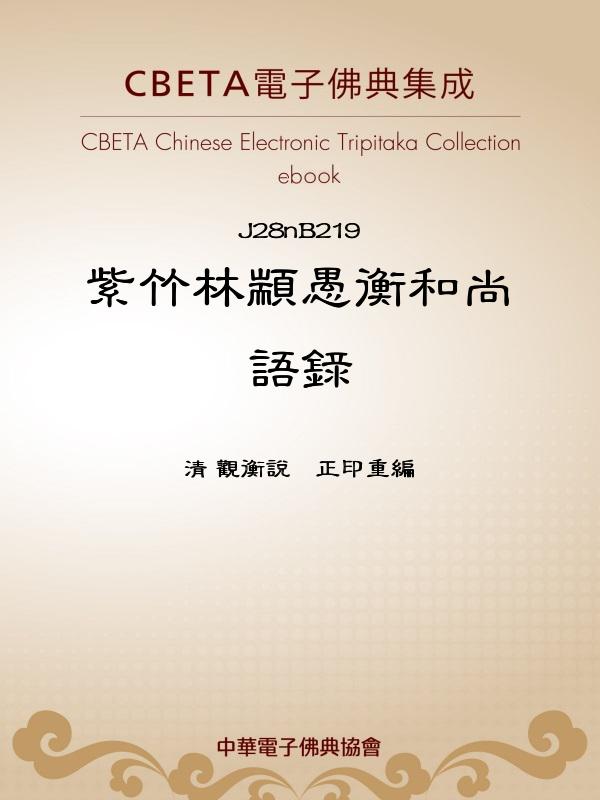 CBETA電子佛典集成
CBETA Chinese Electronic Tripitaka Collection
ebook
J28nB219
紫竹林顓愚衡和尚
語錄
清 觀衡說 正印重編
中華電子佛典協會